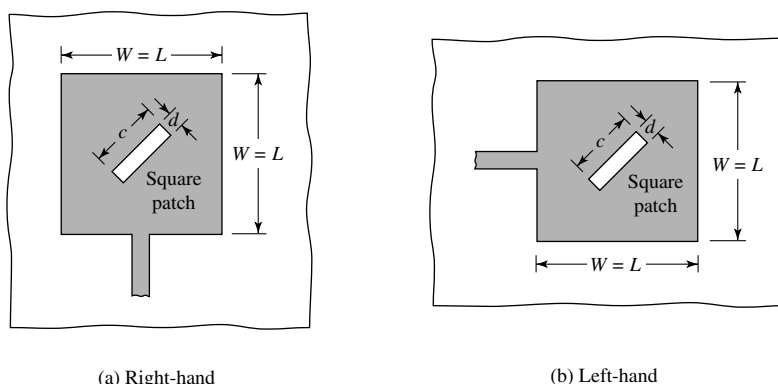 W = L
c
d
W = L
Square
patch
(a) Right-hand
c
d
W = L
Square
patch
W = L
(b) Left-hand